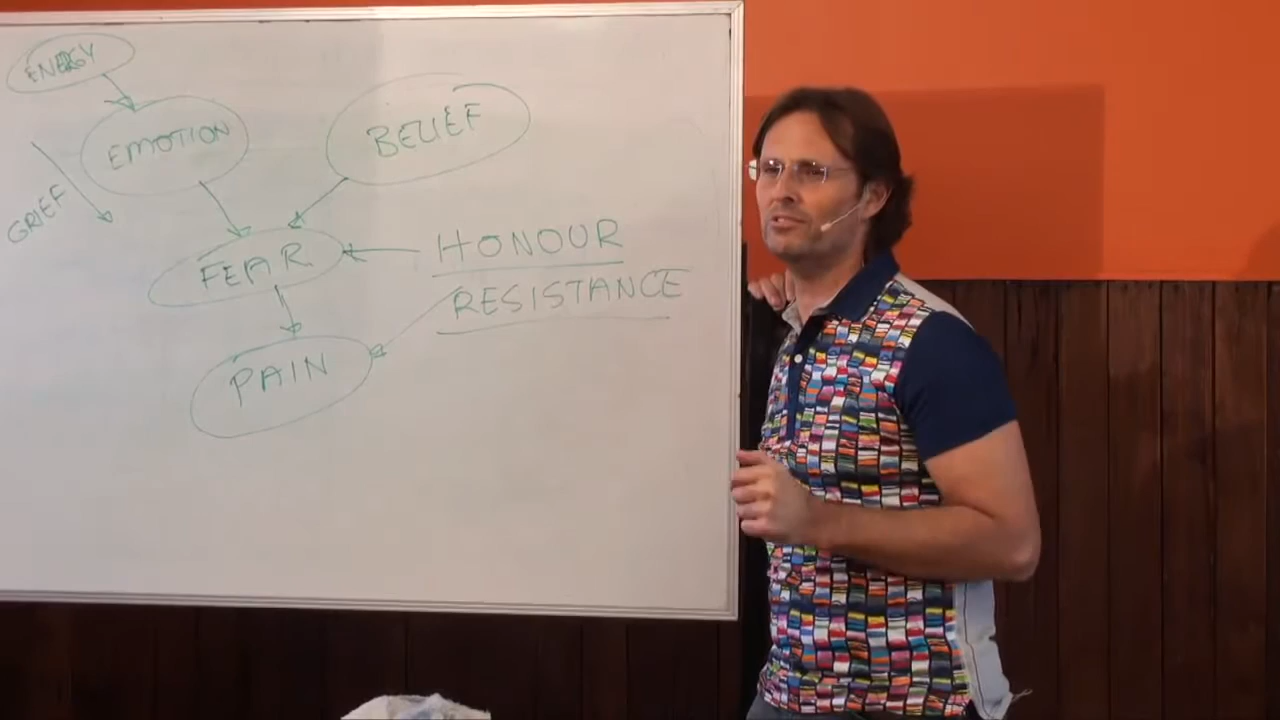 ENERGY
EMOTION
BELIEF
GRIEF
FEAR
HONOUR
RESISTANCE
PAIN